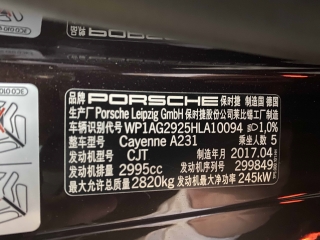 品牌 PORSCHE 保时捷 制造国 德国
生产厂 Porsche Leipzig GmbH 保时捷股份公司莱比锡工厂制造
车辆识别代号 WP1AG2925HLA10094 1,0%
整车型号 Cayenne A231 乘坐人数 5
发动机型号 CJT 制造年月 2017.04
发动机排量 2995cc 发动机序列号 299849
最大允许总质量 2820kg 发动机最大净功率 245kW